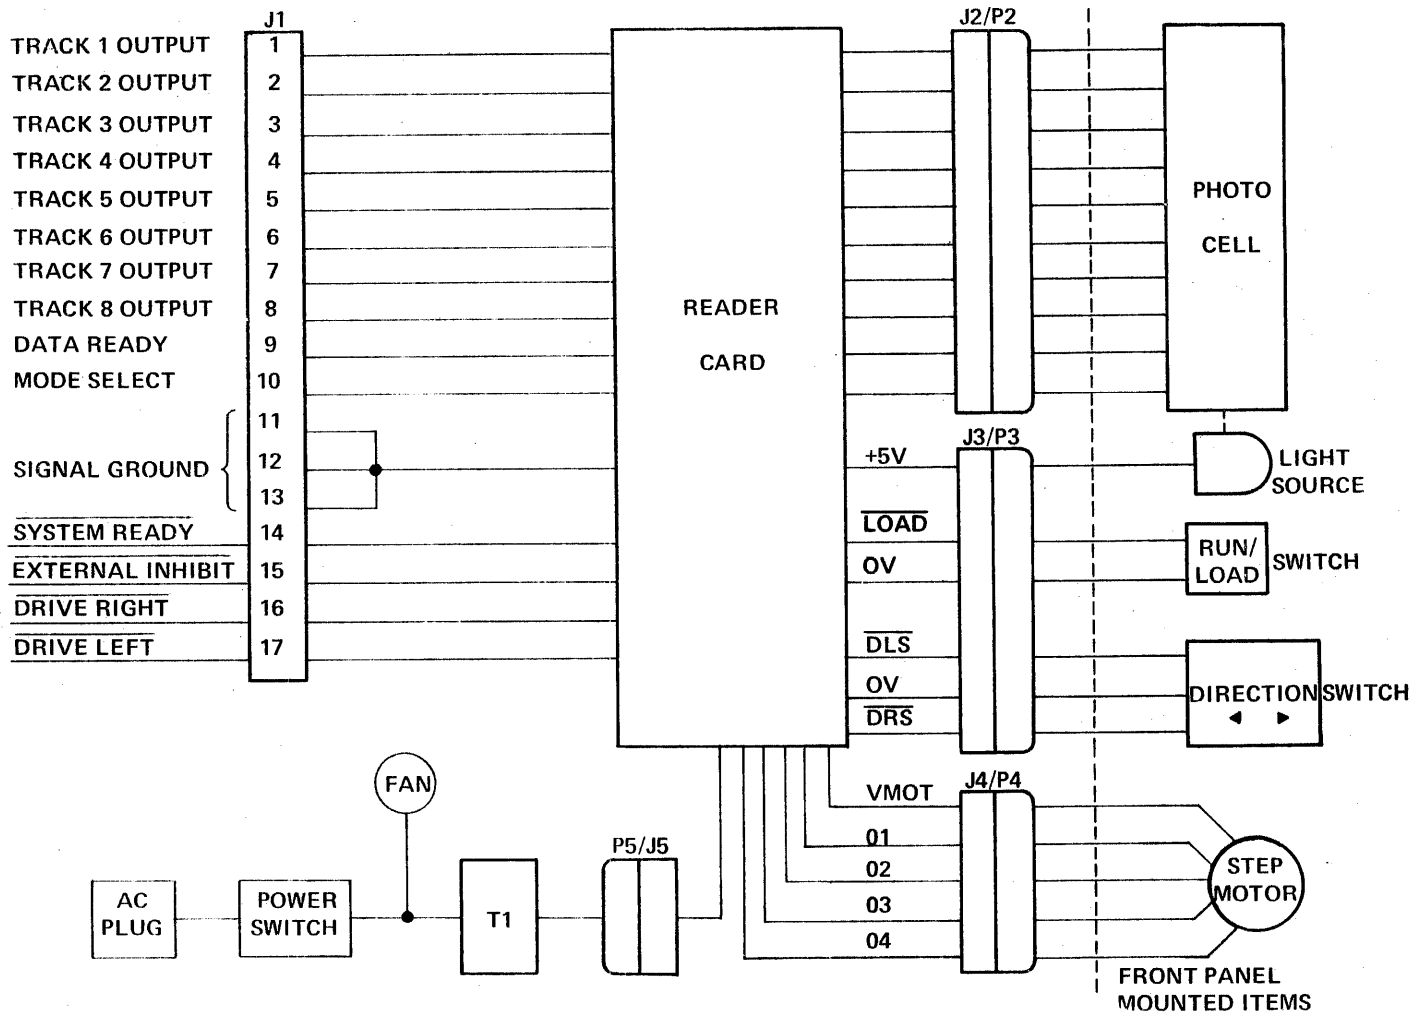 J1
TRACK 1 OUTPUT 1
TRACK 2 OUTPUT 2
TRACK 3 OUTPUT 3
TRACK 4 OUTPUT 4
TRACK 5 OUTPUT 5
TRACK 6 OUTPUT 6
TRACK 7 OUTPUT 7
TRACK 8 OUTPUT 8
DATA READY 9
MODE SELECT 10
11
SIGNAL GROUND 12
13
SYSTEM READY 14
EXTERNAL INHIBIT 15
DRIVE RIGHT 16
DRIVE LEFT 17
READER
CARD
J2/P2
PHOTO
CELL
J3/P3
+5V
LIGHT
SOURCE
LOAD
OV
RUN/
LOAD
SWITCH
DLS
OV
DRS
DIRECTION SWITCH
J4/P4
VMOT
01
02
03
04
STEP
MOTOR
FAN
P5/J5
AC
PLUG
POWER
SWITCH
T1
FRONT PANEL
MOUNTED ITEMS